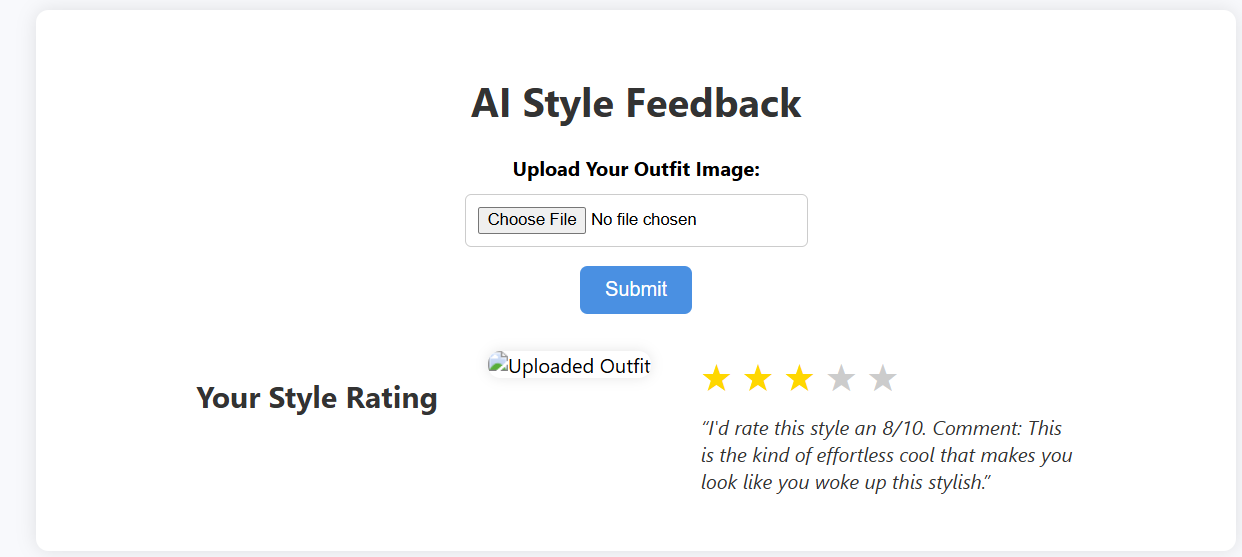 AI Style Feedback
Upload Your Outfit Image:
Choose File No file chosen
Submit
Your Style Rating
Uploaded Outfit
“I'd rate this style an 8/10. Comment: This
is the kind of effortless cool that makes you
look like you woke up this stylish.”